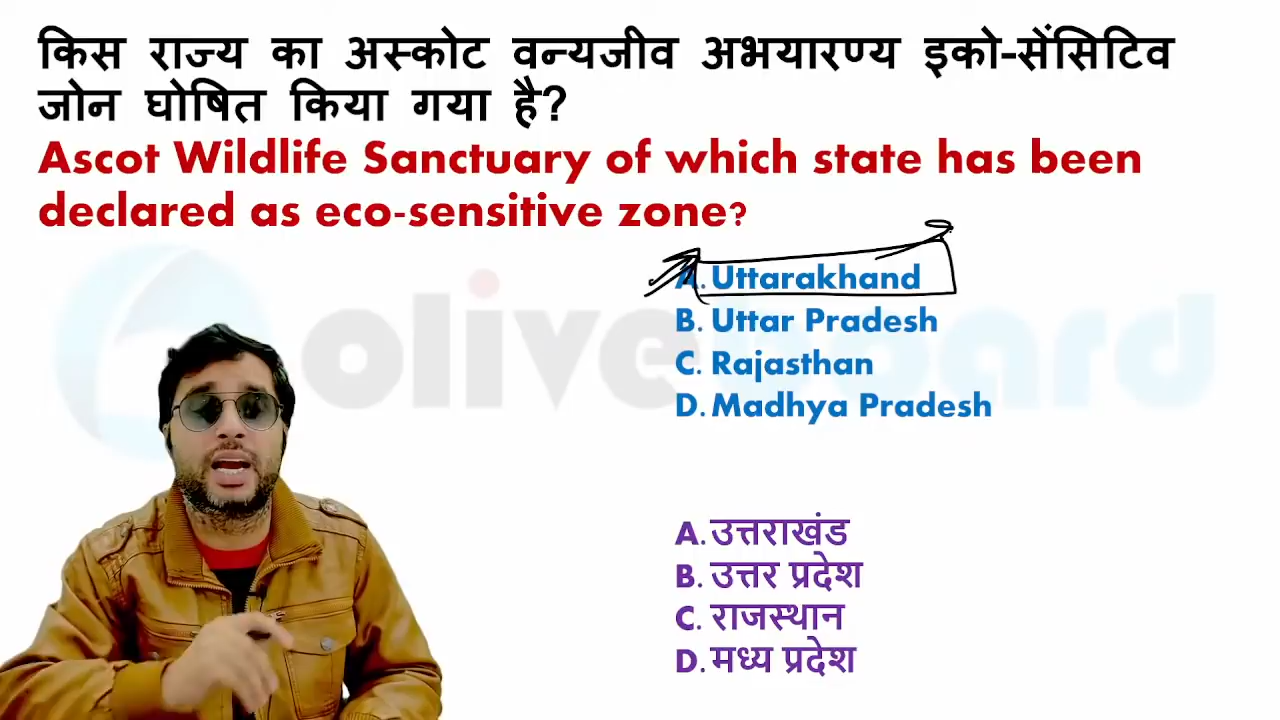 किस राज्य का अस्कोट वन्यजीव अभयारण्य इको-सेंसिटिव
जोन घोषित किया गया है?
Ascot Wildlife Sanctuary of which state has been
declared as eco-sensitive zone?
oliveboard
A. Uttarakhand
B. Uttar Pradesh
C. Rajasthan
D. Madhya Pradesh
A. उत्तराखंड
B. उत्तर प्रदेश
C. राजस्थान
D. मध्य प्रदेश